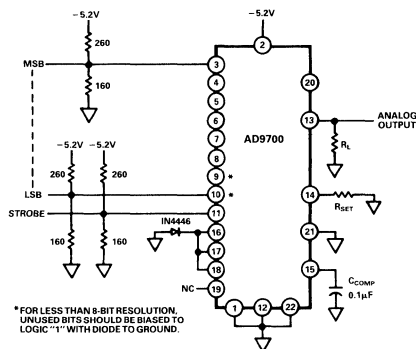 –5.2V
–5.2V
260
2
MSB
3
20
160
4
5
13
ANALOG OUTPUT
6
AD9700
7
RL
–5.2V
–5.2V
8
260
260
9 *
14
RSET
LSB
10 *
STROBE
11
IN4446
21
16
160
160
17
15
CCOMP
18
0.1μF
NC
19
1
12
22
*FOR LESS THAN 8-BIT RESOLUTION,
UNUSED BITS SHOULD BE BIASED TO
LOGIC "1" WITH DIODE TO GROUND.